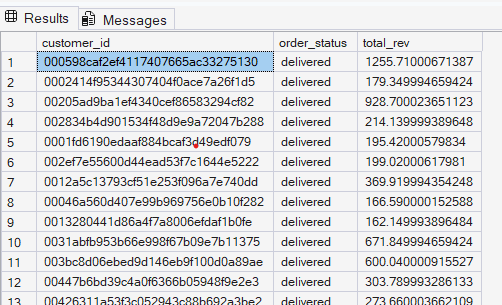 Results Messages
customer_id order_status total_rev
1 000598caf2ef4117407665ac33275130 delivered 1255.71000671387
2 0002414f95344307404f0ace7a26f1d5 delivered 179.349994659424
3 00205ad9ba1ef4340cef86583294cf82 delivered 928.700023651123
4 002834b4d901534f48d9e9a72047b288 delivered 214.139999389648
5 0001fd6190edaaf884bcaf3d49edf079 delivered 195.42000579834
6 002ef7e55600d44ead53f7c1644e5222 delivered 199.02000617981
7 0012a5c13793cf51e253f096a7e740dd delivered 369.919994354248
8 00046a560d407e99b969756e0b10f282 delivered 166.590000152588
9 0013280441d86a4f7a8006efdaf1b0fe delivered 162.149993896484
10 0031abfb953b66e998f67b09e7b11375 delivered 671.849994659424
11 003bc8d06ebed9d146eb9f100d0a89ae delivered 600.040000915527
12 00447b6bd39c4a0f6366b05948f9e2e3 delivered 303.789993286133
13 00426311a53f3c052943c88b692a3be2 delivered 273.660003662109